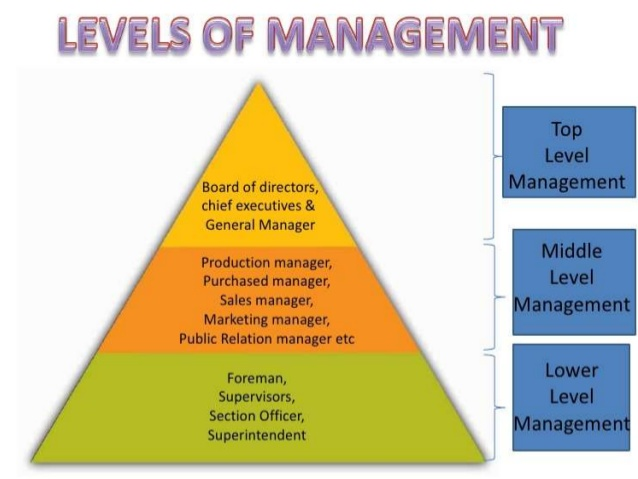 LEVELS OF MANAGEMENT
Board of directors,
chief executives &
General Manager
Top
Level
Management
Production manager,
Purchased manager,
Sales manager,
Marketing manager,
Public Relation manager etc
Middle
Level
Management
Foreman,
Supervisors,
Section Officer,
Superintendent
Lower
Level
Management